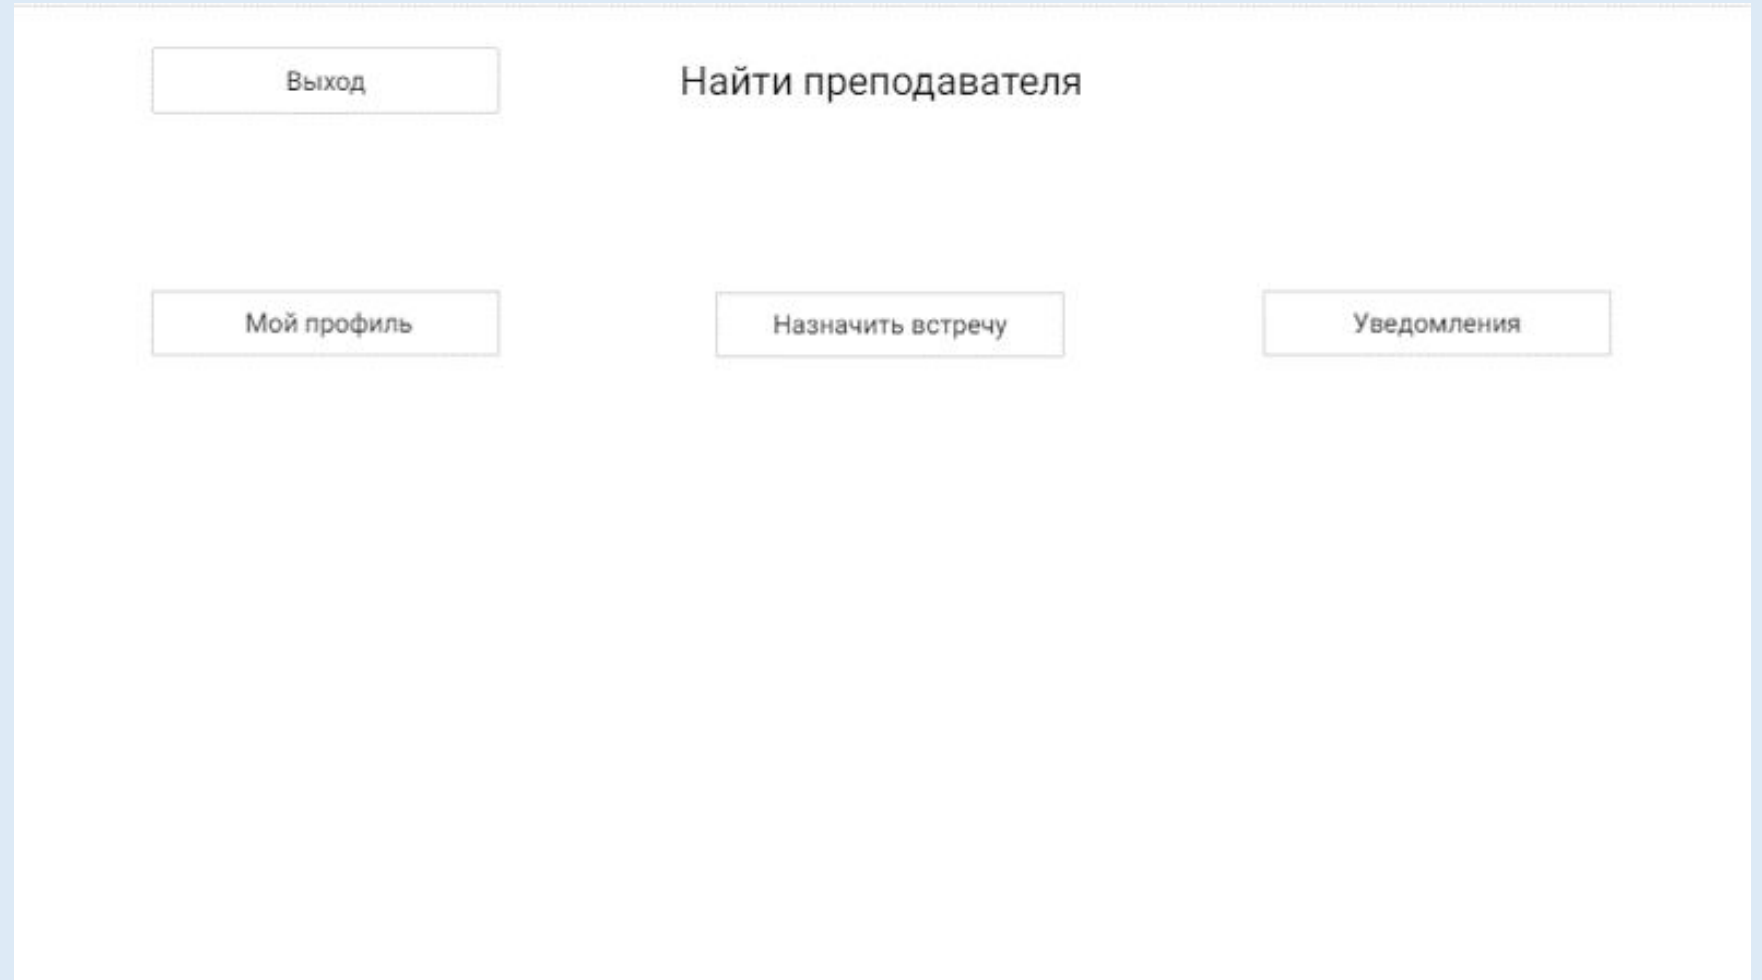 Выход
Найти преподавателя
Мой профиль
Назначить встречу
Уведомления